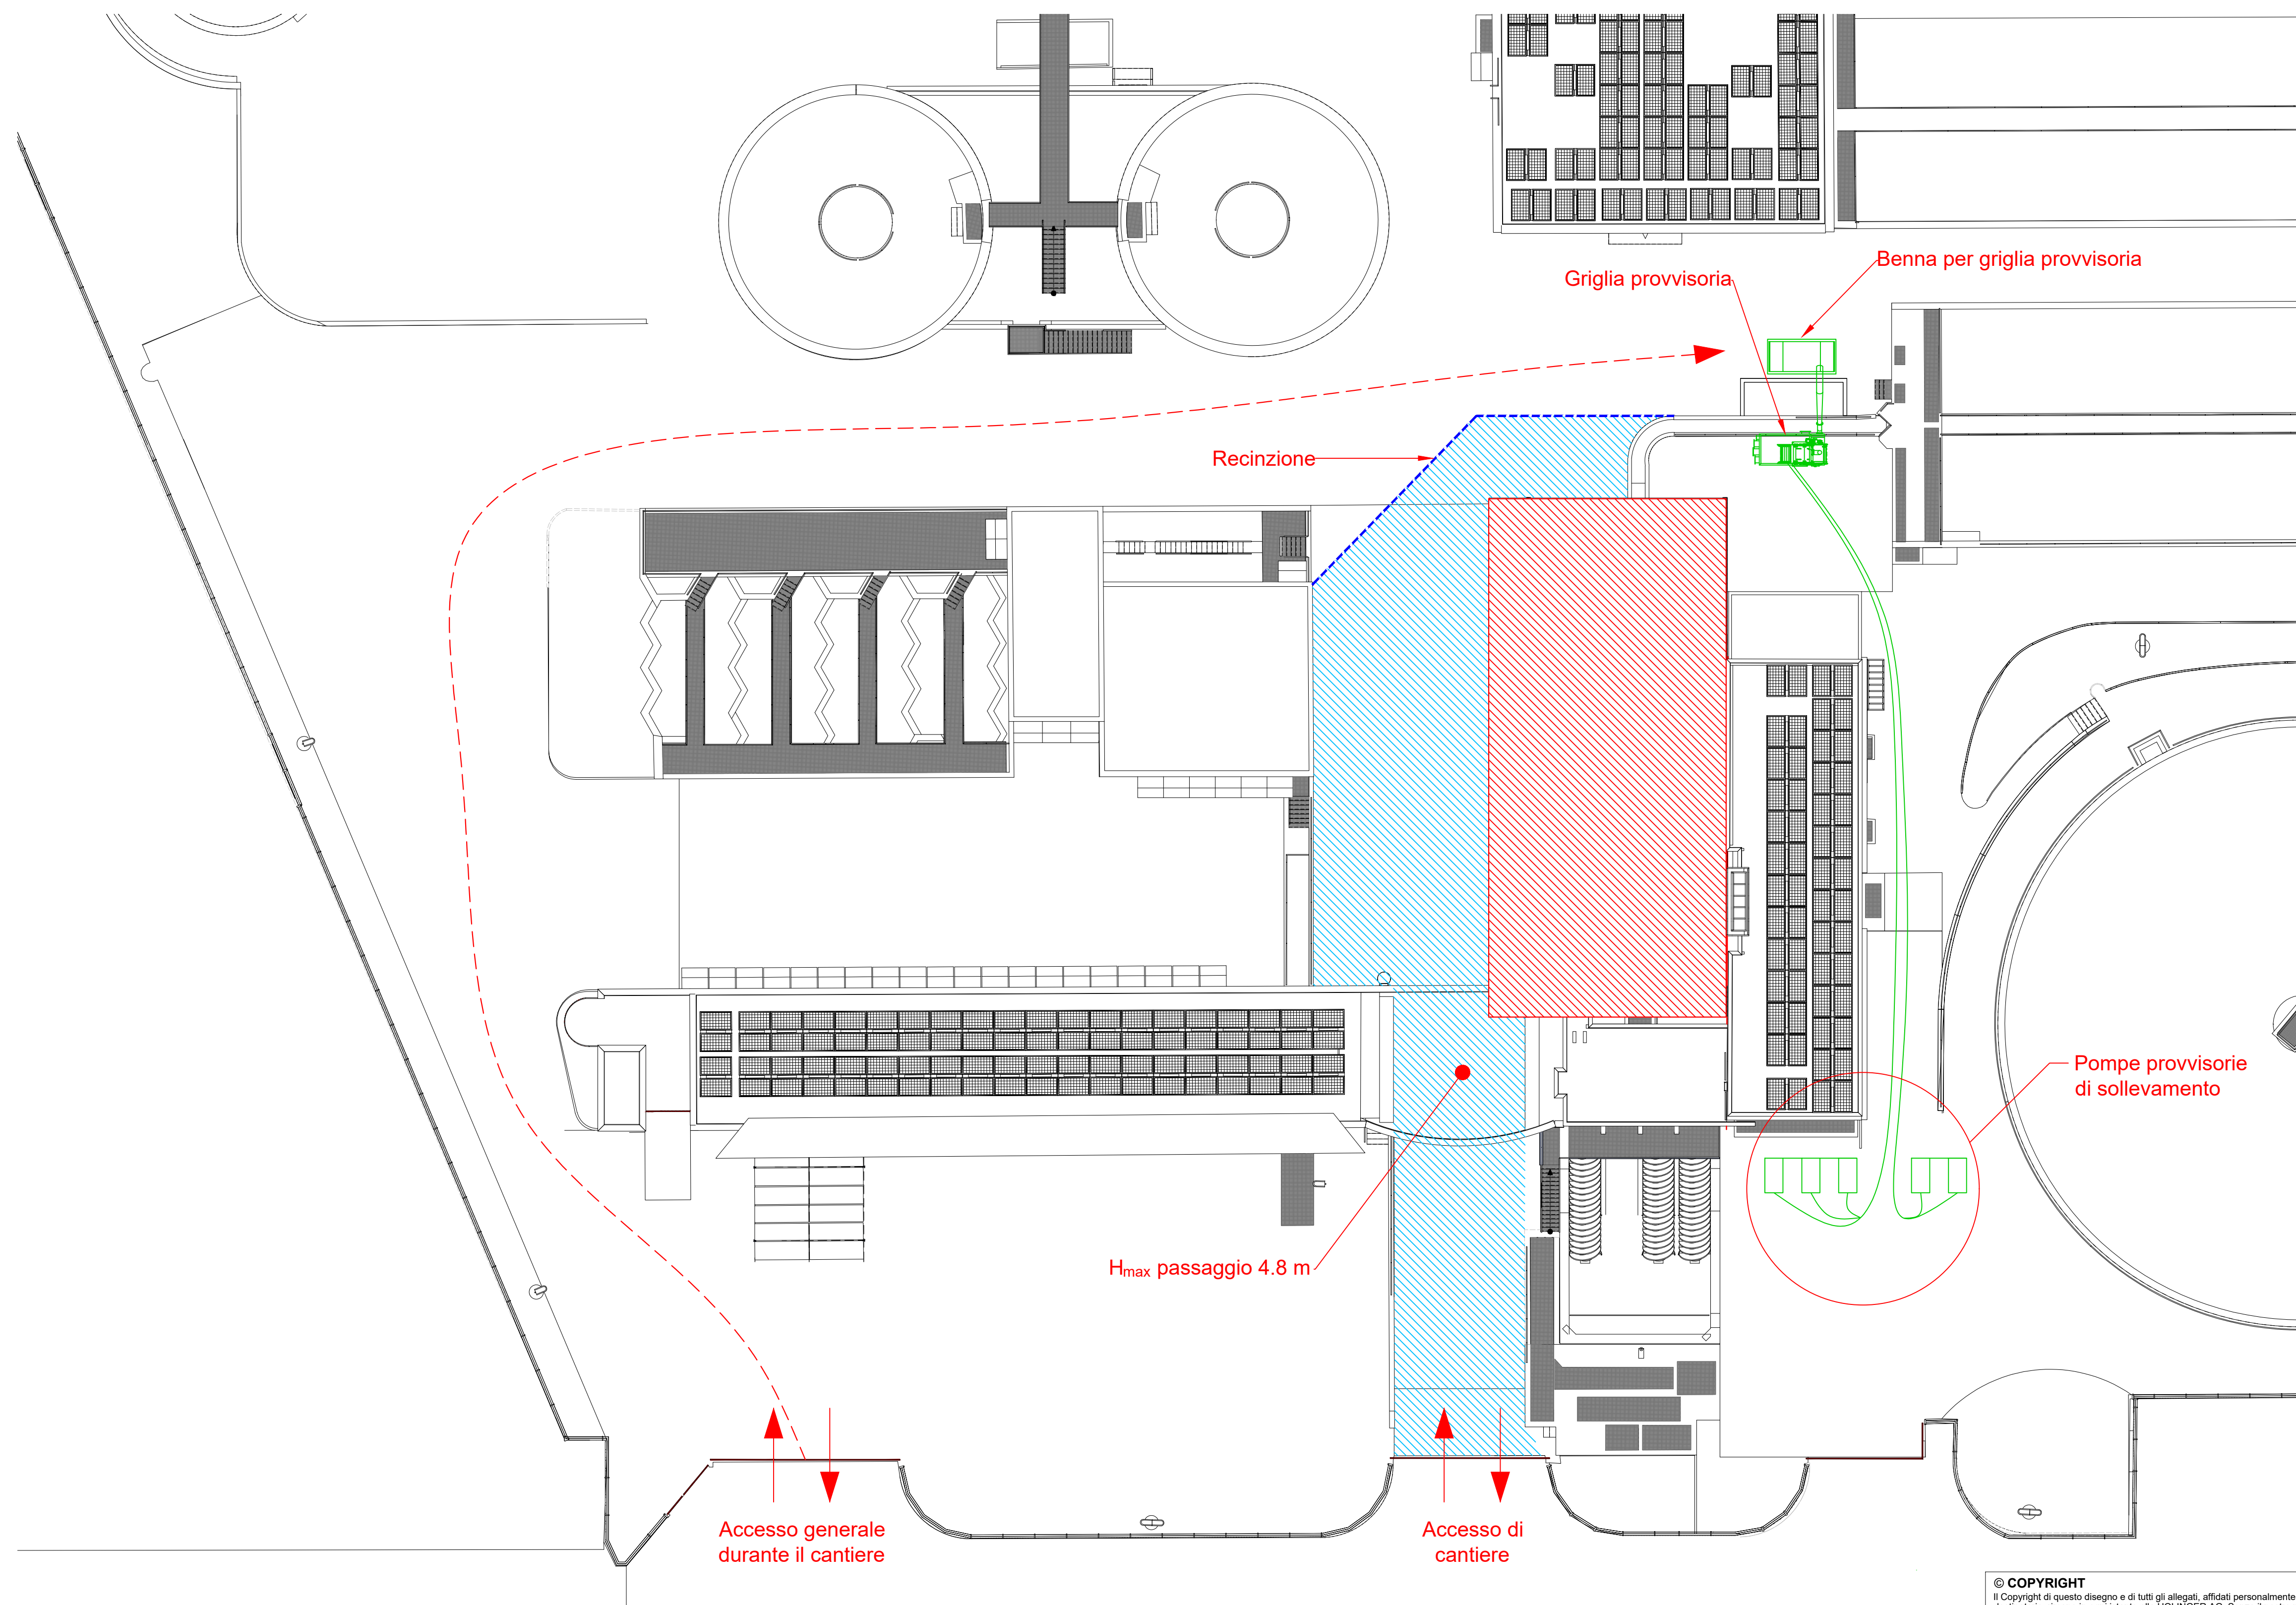 Benna per griglia provvisoria
Griglia provvisoria
Recinzione
Pompe provvisorie
di sollevamento
Hmax passaggio 4.8 m
Accesso generale
durante il cantiere
Accesso di
cantiere
© COPYRIGHT
Il Copyright di questo disegno e di tutti gli allegati, affidati personalmente